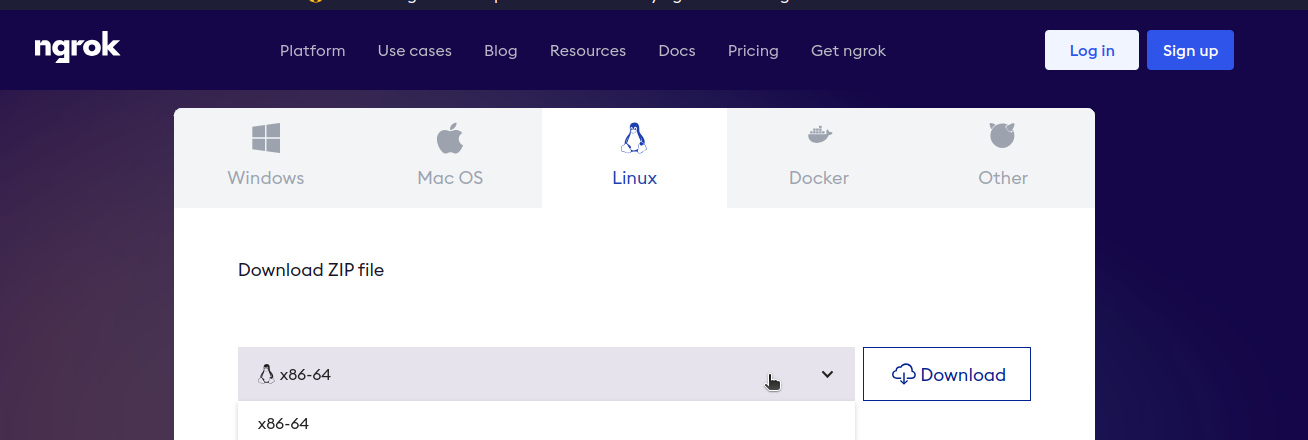 ngrok
Platform Use cases Blog Resources Docs Pricing Get ngrok Log in Sign up
Windows Mac OS Linux Docker Other
Download ZIP file
x86-64 Download
x86-64